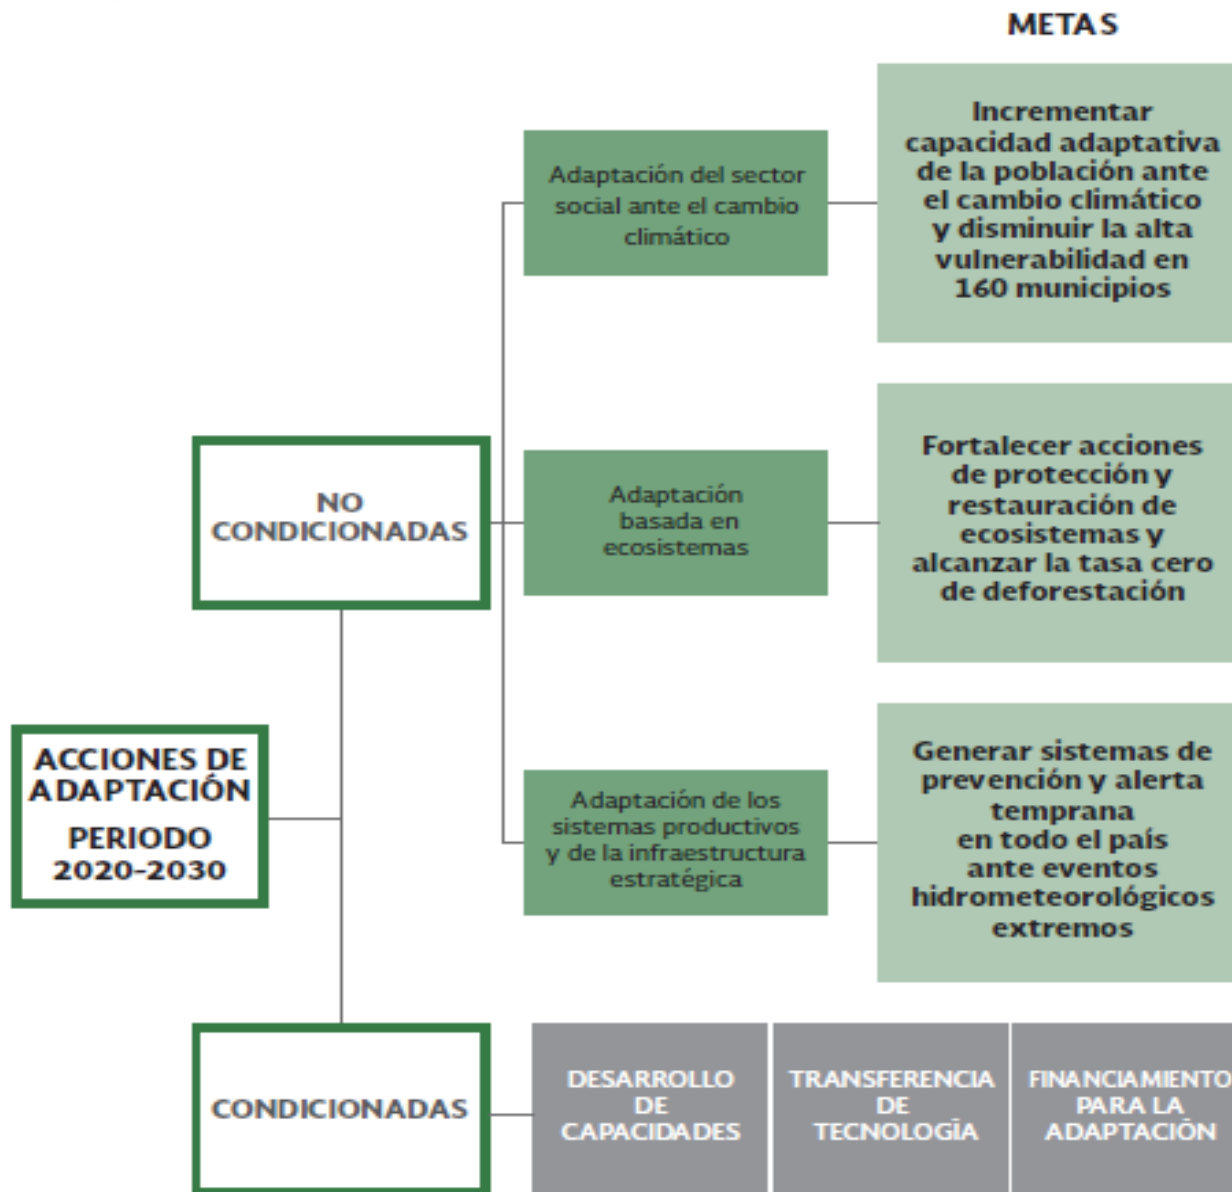 METAS
Adaptación del sector
social ante el cambio
climático
Incrementar
capacidad adaptativa
de la población ante
el cambio climático
y disminuir la alta
vulnerabilidad en
160 municipios
NO
CONDICIONADAS
Adaptación
basada en
ecosistemas
Fortalecer acciones
de protección y
restauración de
ecosistemas y
alcanzar la tasa cero
de deforestación
ACCIONES DE
ADAPTACIÓN
PERIODO
2020-2030
Adaptación de los
sistemas productivos
y de la infraestructura
estratégica
Generar sistemas de
prevención y alerta
temprana
en todo el país
ante eventos
hidrometeorológicos
extremos
CONDICIONADAS
DESARROLLO
DE
CAPACIDADES
TRANSFERENCIA
DE
TECNOLOGÍA
FINANCIAMIENTO
PARA LA
ADAPTACIÓN